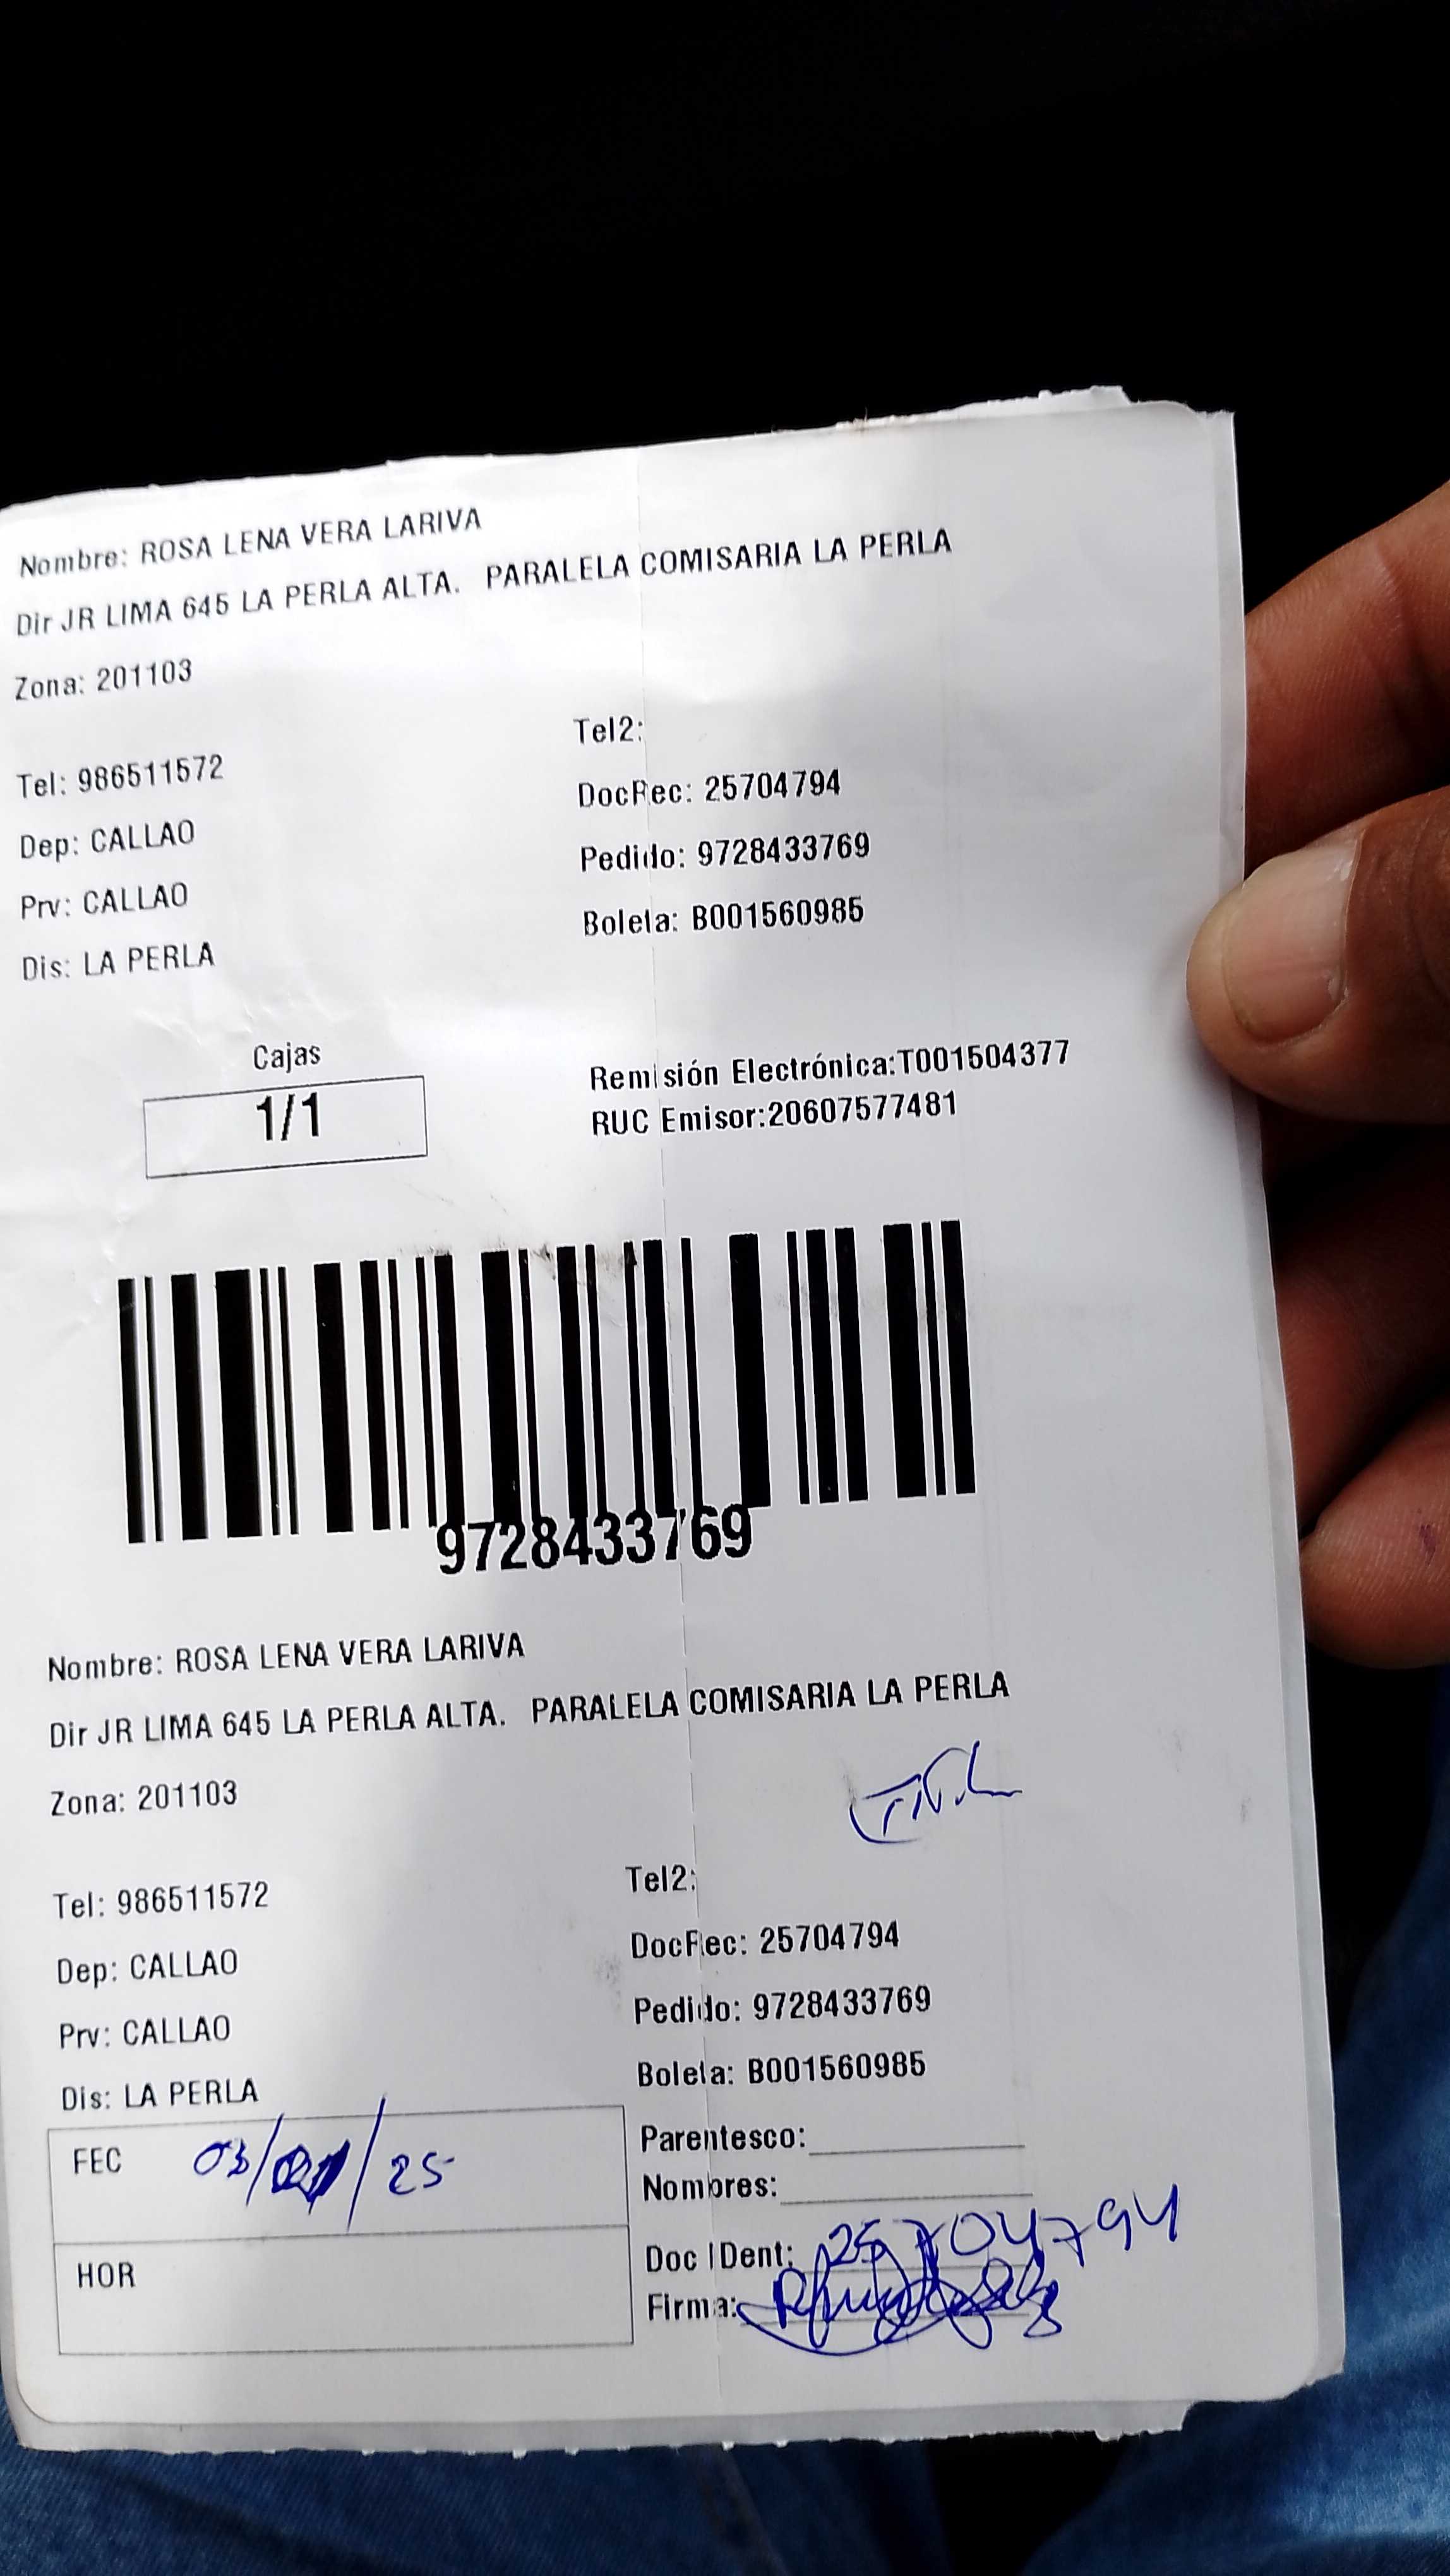 Nombre: ROSA LENA VERA LARIVA
Dir JR LIMA 645 LA PERLA ALTA. PARALELA COMISARIA LA PERLA
Zona: 201103
Tel2:
Tel: 986511572
DocRec: 25704794
Dep: CALLAO
Pedido: 9728433769
Prv: CALLAO
Boleta: B001560985
Dis: LA PERLA
Cajas
1/1
Remisión Electrónica:T001504377
RUC Emisor:20607577481
9728433769
Nombre: ROSA LENA VERA LARIVA
Dir JR LIMA 645 LA PERLA ALTA. PARALELA COMISARIA LA PERLA
Zona: 201103
Tel2:
Tel: 986511572
DocRec: 25704794
Dep: CALLAO
Pedido: 9728433769
Prv: CALLAO
Boleta: B001560985
Dis: LA PERLA
FEC 03/ /25
HOR
Parentesco:
Nombres:
Doc IDent: 25704794
Firma: